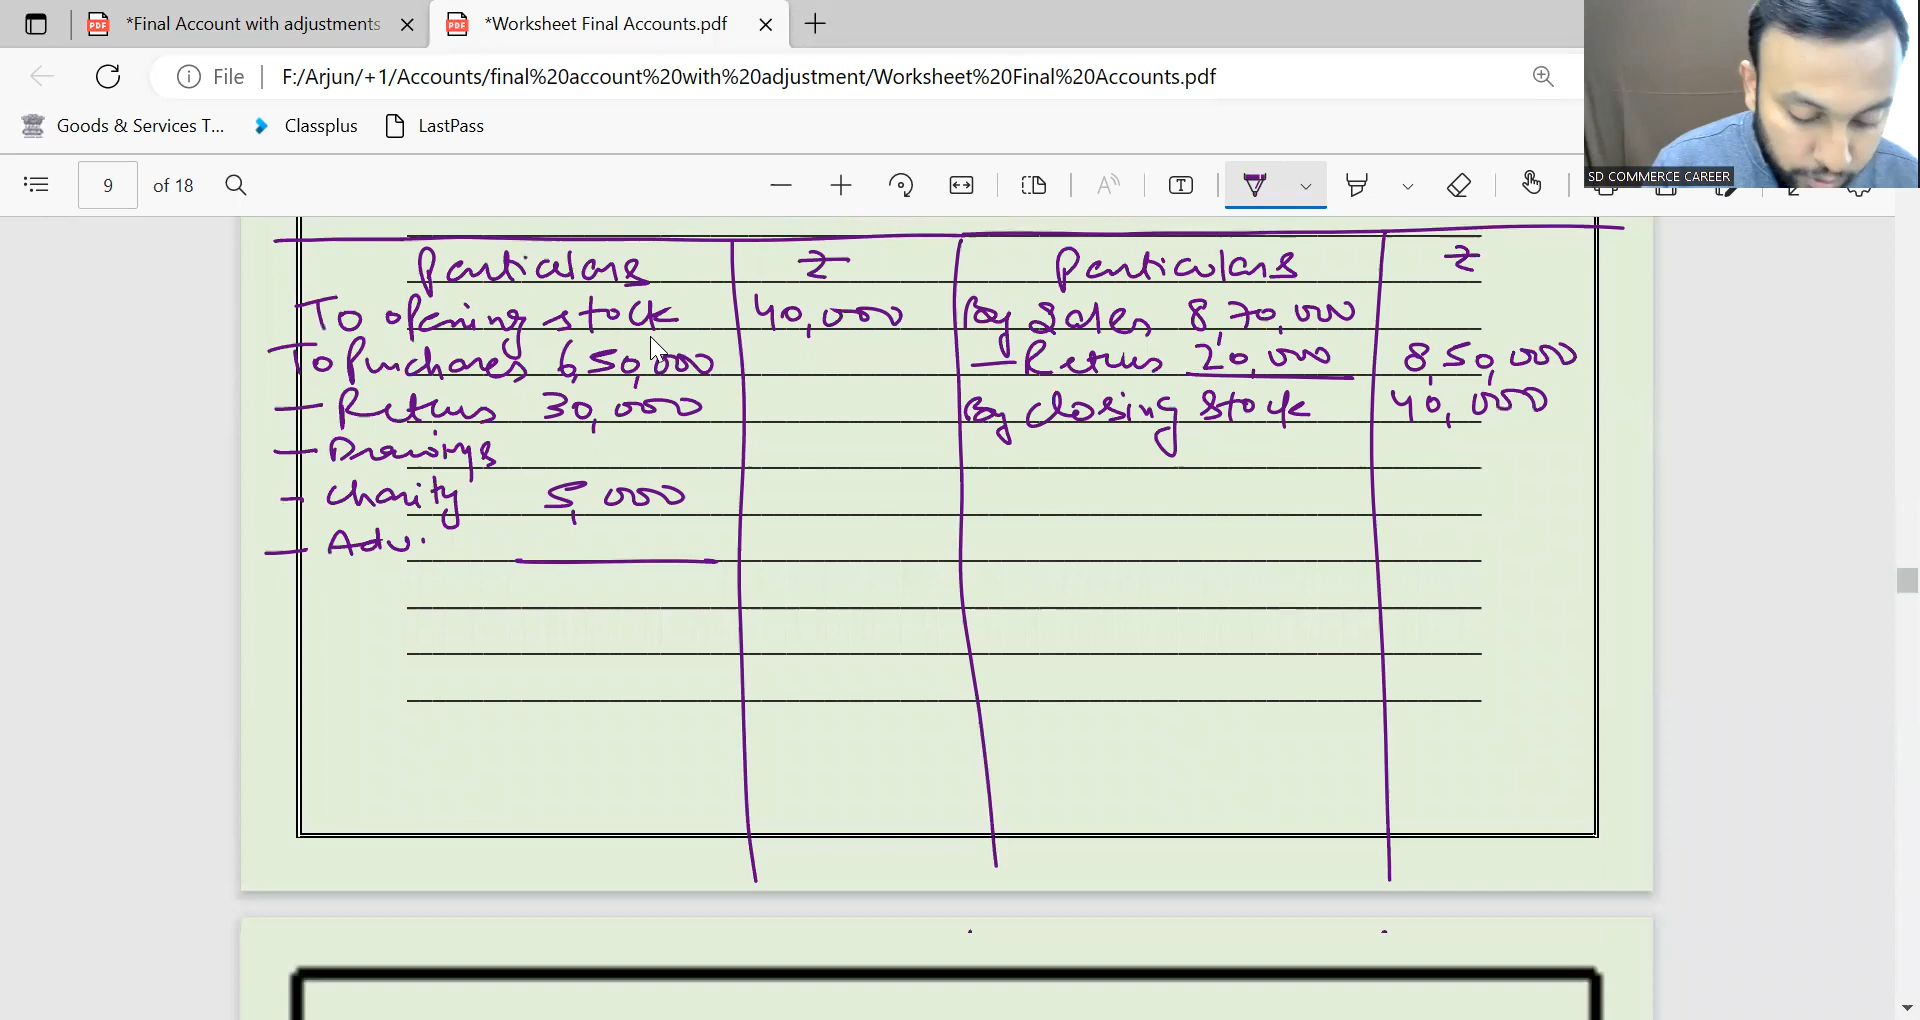 *Final Account with adjustments
*Worksheet Final Accounts.pdf
File F:/Arjun/+1/Accounts/final%20account%20with%20adjustment/Worksheet%20Final%20Accounts.pdf
Goods & Services T... Classplus LastPass
9 of 18
SD COMMERCE CAREER
Particulars ₹ Particulars ₹
To opening stock 40,000 By Sales 8,70,000
To Purchases 6,50,000 — Returns 20,000 8,50,000
— Returns 30,000 By closing stock 40,000
— Drawings
— Charity 5,000
— Adv.